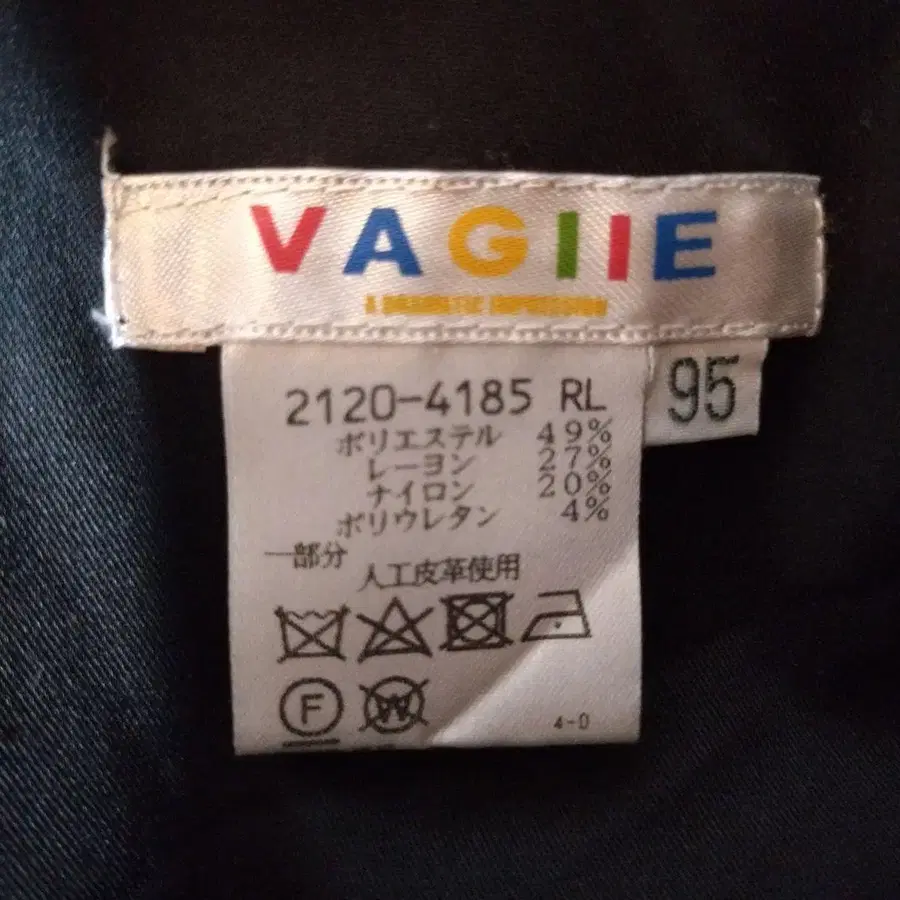 VAGIIE
A DRAMATIC IMPRESSION
2120-4185 RL
95
ポリエステル 49%
レーヨン 27%
ナイロン 20%
ポリウレタン 4%
一部分
人工皮革使用
F W
4-0